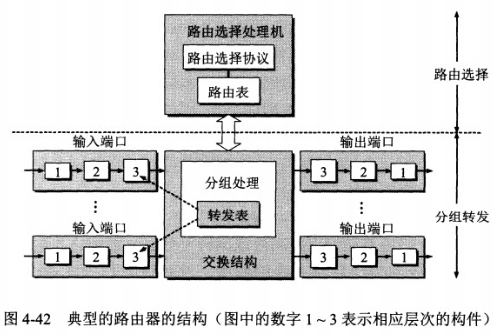 路由选择处理机
路由选择协议
路由表
路由选择
输入端口
输出端口
1 2 3
3 2 1
分组处理
转发表
交换结构
⋮
⋮
分组转发
输入端口
输出端口
1 2 3
3 2 1
图 4-42 典型的路由器的结构（图中的数字 1～3 表示相应层次的构件）